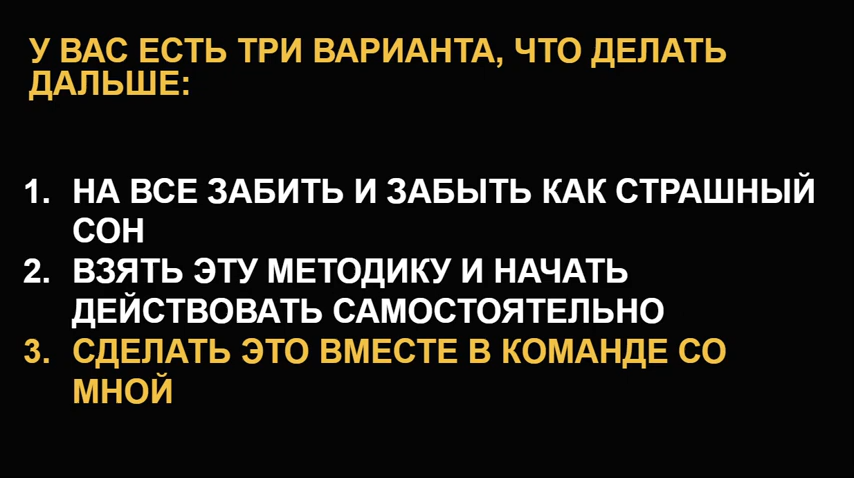 У ВАС ЕСТЬ ТРИ ВАРИАНТА, ЧТО ДЕЛАТЬ
ДАЛЬШЕ:
1. НА ВСЕ ЗАБИТЬ И ЗАБЫТЬ КАК СТРАШНЫЙ
СОН
2. ВЗЯТЬ ЭТУ МЕТОДИКУ И НАЧАТЬ
ДЕЙСТВОВАТЬ САМОСТОЯТЕЛЬНО
3. СДЕЛАТЬ ЭТО ВМЕСТЕ В КОМАНДЕ СО
МНОЙ